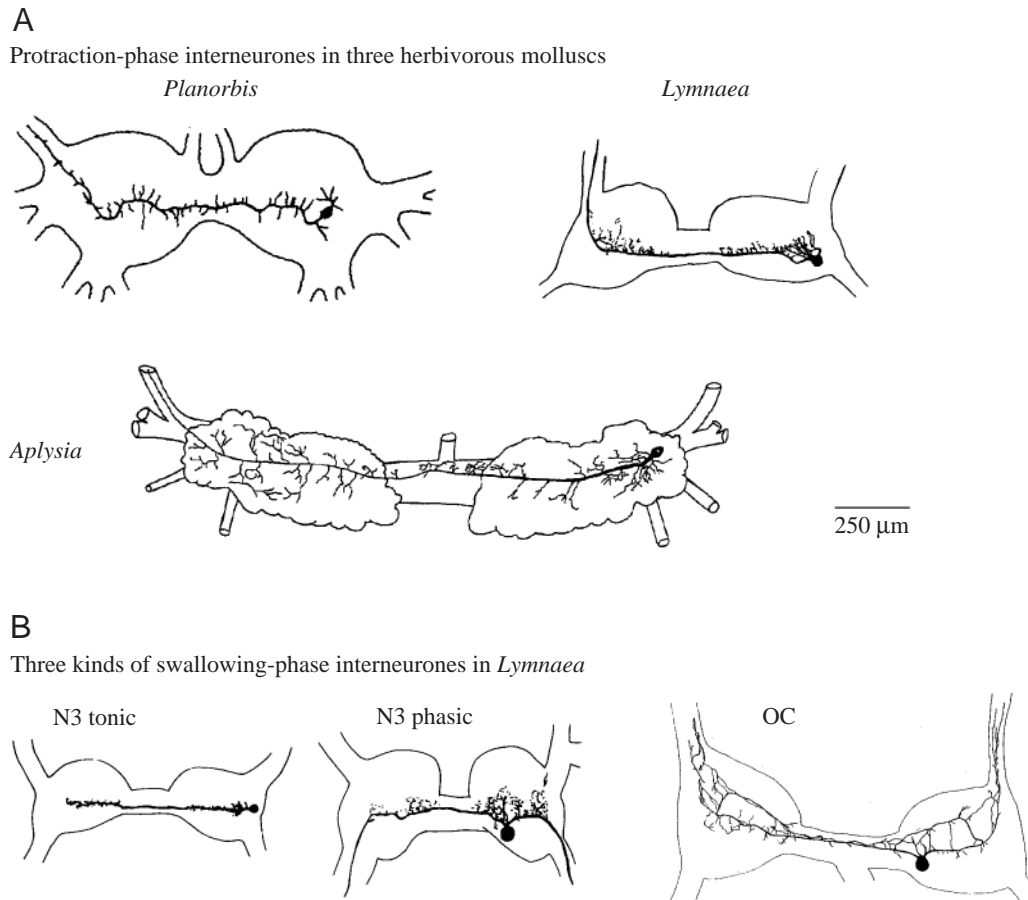 A
Protraction-phase interneurones in three herbivorous molluscs
Planorbis
Lymnaea
Aplysia
250 µm
B
Three kinds of swallowing-phase interneurones in Lymnaea
N3 tonic
N3 phasic
OC